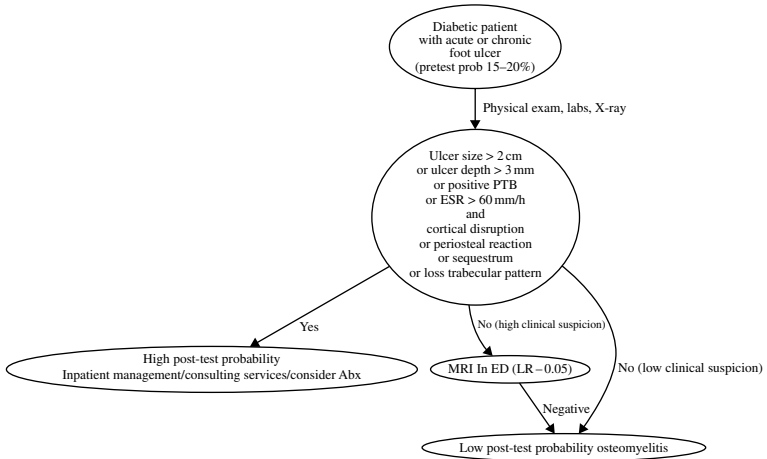 Diabetic patient
with acute or chronic
foot ulcer
(pretest prob 15–20%)
Physical exam, labs, X-ray
Ulcer size > 2 cm
or ulcer depth > 3 mm
or positive PTB
or ESR > 60 mm/h
and
cortical disruption
or periosteal reaction
or sequestrum
or loss trabecular pattern
Yes
No (high clinical suspicion)
High post-test probability
Inpatient management/consulting services/consider Abx
MRI In ED (LR – 0.05)
No (low clinical suspicion)
Negative
Low post-test probability osteomyelitis